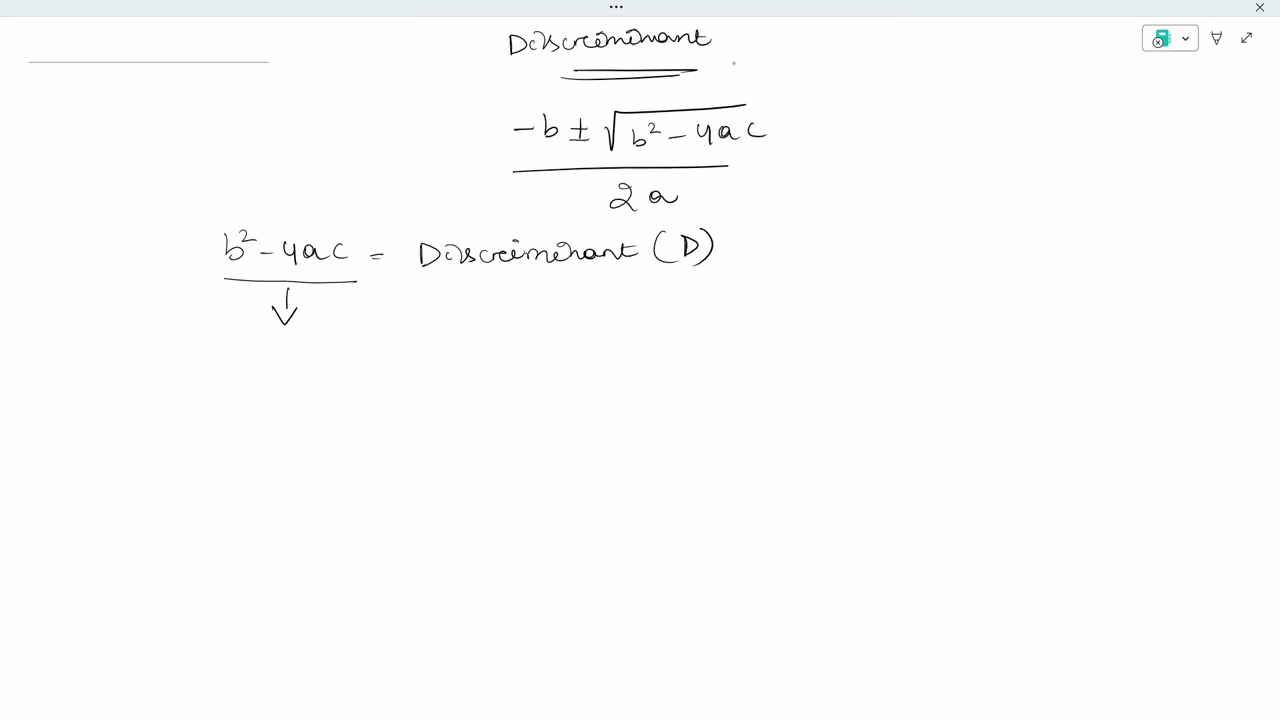 Discriminant
-b ± √(b² - 4ac)
2a
b² - 4ac = Discriminant (D)